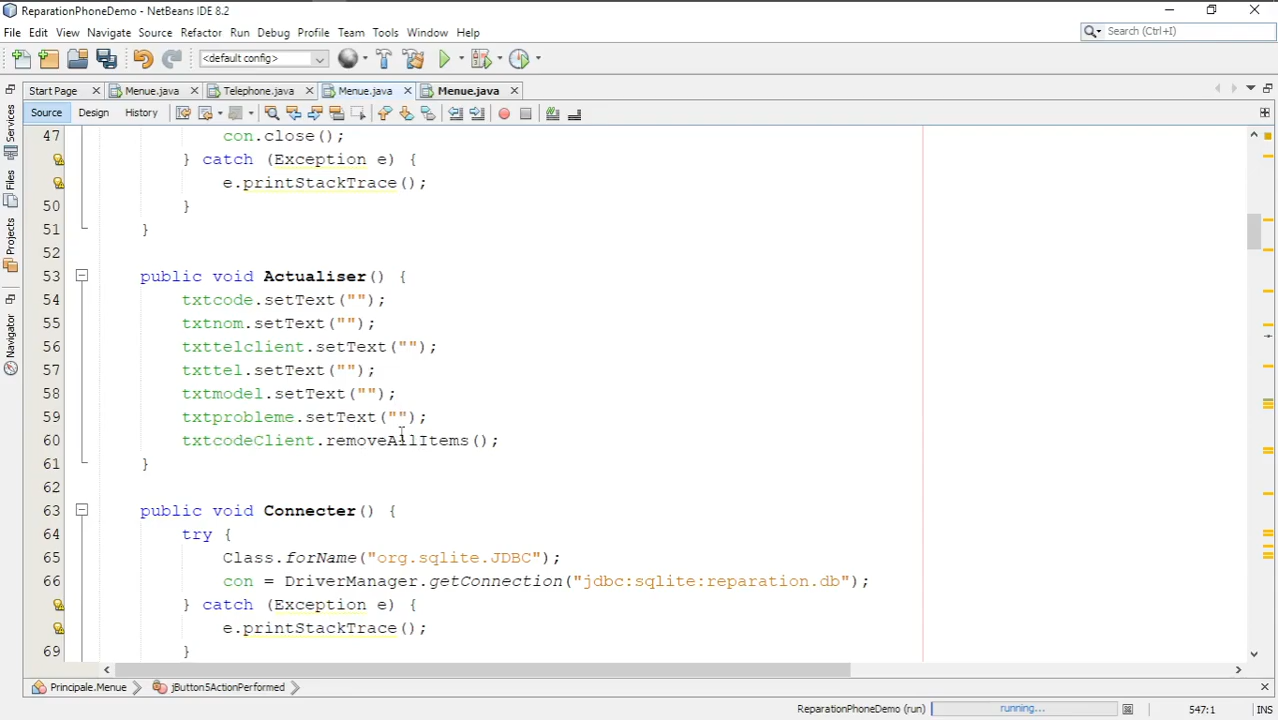 ReparationPhoneDemo - NetBeans IDE 8.2
File Edit View Navigate Source Refactor Run Debug Profile Team Tools Window Help
Search (Ctrl+I)
<default config>
Start Page Menue.java Telephone.java Menue.java Menue.java
Source Design History
Services
Files
Projects
Navigator
47 con.close();
} catch (Exception e) {
e.printStackTrace();
50 }
51 }
52
53 public void Actualiser() {
54 txtcode.setText("");
55 txtnom.setText("");
56 txttelclient.setText("");
57 txttel.setText("");
58 txtmodel.setText("");
59 txtprobleme.setText("");
60 txtcodeClient.removeAllItems();
61 }
62
63 public void Connecter() {
64 try {
65 Class.forName("org.sqlite.JDBC");
66 con = DriverManager.getConnection("jdbc:sqlite:reparation.db");
} catch (Exception e) {
e.printStackTrace();
69 }
Principale.Menue jButton5ActionPerformed
ReparationPhoneDemo (run) running... 547:1 INS